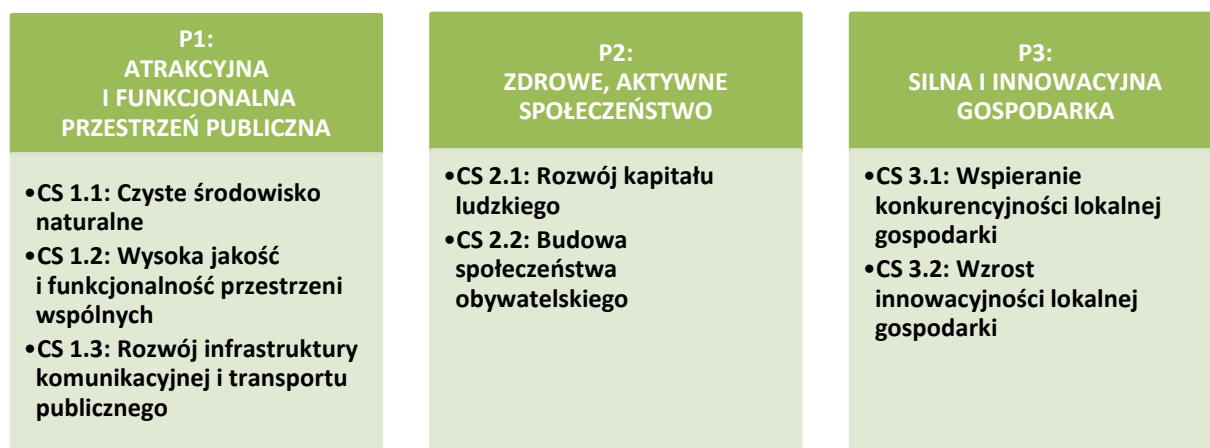 P1:
ATRAKCYJNA
I FUNKCJONALNA
PRZESTRZEŃ PUBLICZNA
•CS 1.1: Czyste środowisko
naturalne
•CS 1.2: Wysoka jakość
i funkcjonalność przestrzeni
wspólnych
•CS 1.3: Rozwój infrastruktury
komunikacyjnej i transportu
publicznego
P2:
ZDROWE, AKTYWNE
SPOŁECZEŃSTWO
•CS 2.1: Rozwój kapitału
ludzkiego
•CS 2.2: Budowa
społeczeństwa
obywatelskiego
P3:
SILNA I INNOWACYJNA
GOSPODARKA
•CS 3.1: Wspieranie
konkurencyjności lokalnej
gospodarki
•CS 3.2: Wzrost
innowacyjności lokalnej
gospodarki